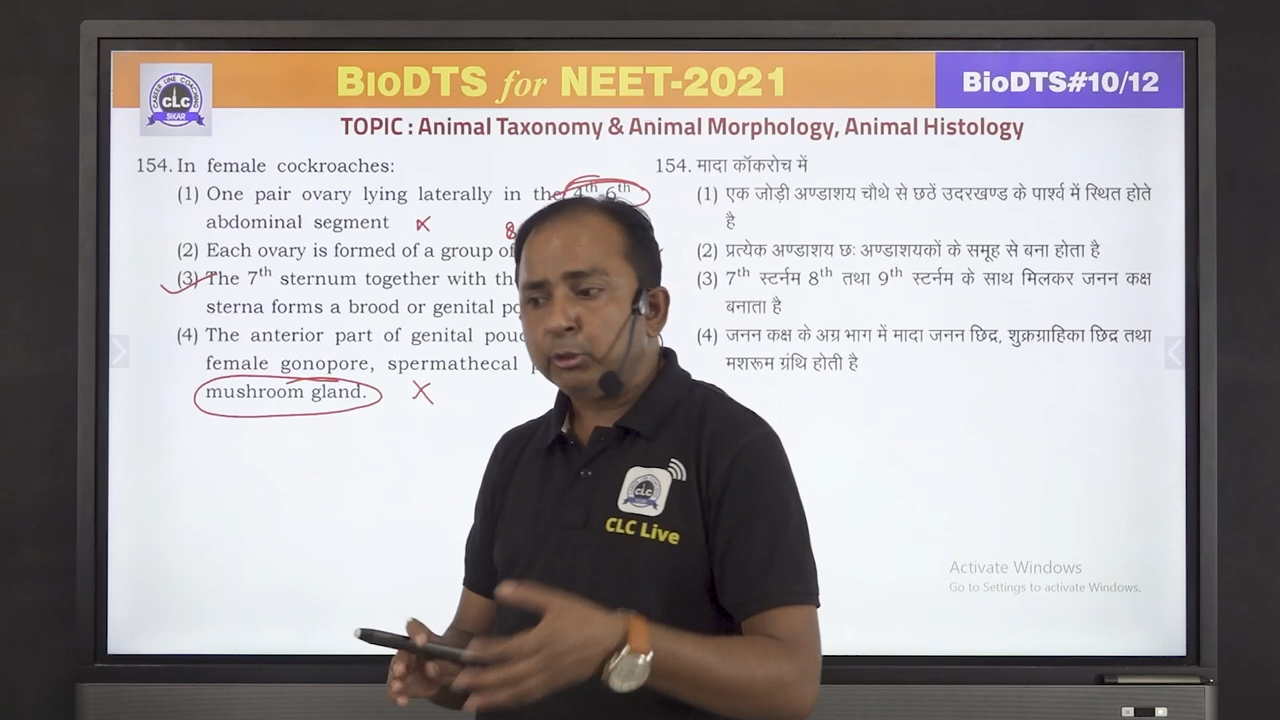 BIODTS for NEET-2021
BIODTS#10/12
CAREER LINE COACHING
CLC
SIKAR
TOPIC : Animal Taxonomy & Animal Morphology, Animal Histology
154. In female cockroaches:
(1) One pair ovary lying laterally in the 4th-6th
abdominal segment
(2) Each ovary is formed of a group of
(3) The 7th sternum together with
sterna forms a brood or genital
(4) The anterior part of genital
female gonopore, spermathecal
mushroom gland.
154. मादा कॉकरोच में
(1) एक जोड़ी अण्डाशय चौथे से छठें उदरखण्ड के पार्श्व में स्थित होते
है
(2) प्रत्येक अण्डाशय छः अण्डाशयकों के समूह से बना होता है
(3) 7th स्टर्नम 8th तथा 9th स्टर्नम के साथ मिलकर जनन कक्ष
बनाता है
(4) जनन कक्ष के अग्र भाग में मादा जनन छिद्र, शुक्रग्राहिका छिद्र तथा
मशरूम ग्रंथि होती है
CLC
CLC Live
Activate Windows
Go to Settings to activate Windows.